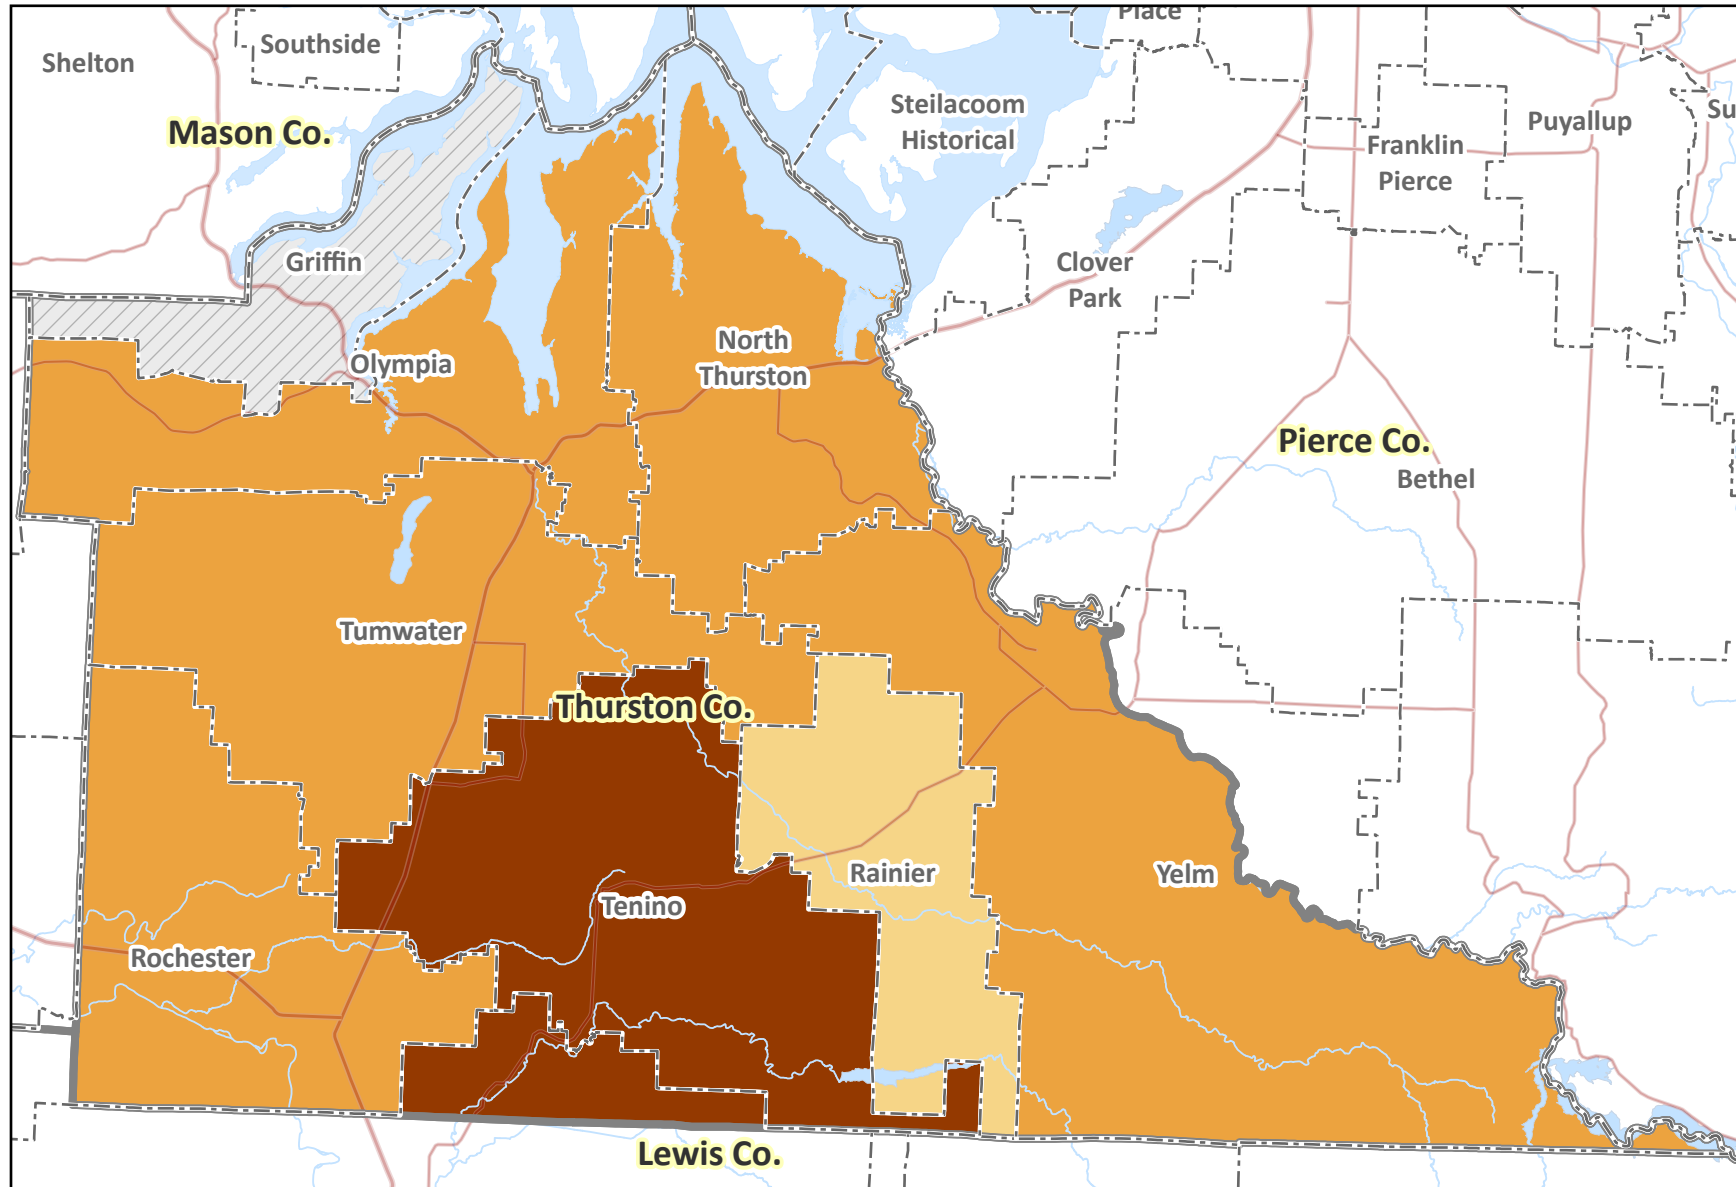 Place
Southside
Shelton
Steilacoom
Historical
Su
Puyallup
Mason Co.
Franklin
Pierce
Griffin
Clover
Park
North
Thurston
Olympia
Pierce Co.
Bethel
Tumwater
Thurston Co.
Rainier
Yelm
Tenino
Rochester
Lewis Co.